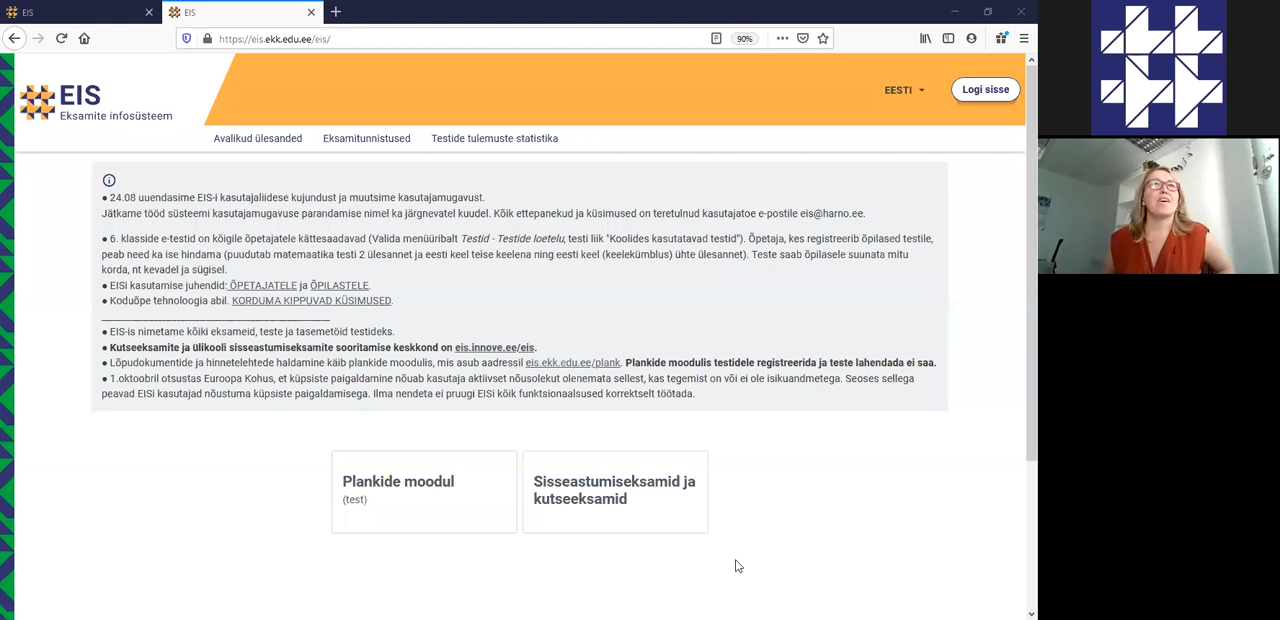 EIS
EIS
https://eis.ekk.edu.ee/eis/
90%
EIS
Eksamite infosüsteem
EESTI
Logi sisse
Avalikud ülesanded
Eksamitunnistused
Testide tulemuste statistika
● 24.08 uuendasime EIS-i kasutajaliidese kujundust ja muutsime kasutajamugavust.
Jätkame tööd süsteemi kasutajamugavuse parandamise nimel ka järgnevatel kuudel. Kõik ettepanekud ja küsimused on teretulnud kasutajatoe e-postile eis@harno.ee.
● 6. klasside e-testid on kõigile õpetajatele kättesaadavad (Valida menüüribalt Testid - Testide loetelu, testi liik "Koolides kasutatavad testid"). Õpetaja, kes registreerib õpilased testile,
peab need ka ise hindama (puudutab matemaatika testi 2 ülesannet ja eesti keel teise keelena ning eesti keel (keelekümblus) ühte ülesannet). Teste saab õpilasele suunata mitu
korda, nt kevadel ja sügisel.
● EISi kasutamise juhendid: ÕPETAJATELE ja ÕPILASTELE.
● Koduõpe tehnoloogia abil. KORDUMA KIPPUVAD KÜSIMUSED.
● EIS-is nimetame kõiki eksameid, teste ja tasemetöid testideks.
● Kutseeksamite ja ülikooli sisseastumiseksamite sooritamise keskkond on eis.innove.ee/eis.
● Lõpudokumentide ja hinnetelehtede haldamine käib plankide moodulis, mis asub aadressil eis.ekk.edu.ee/plank. Plankide moodulis testidele registreerida ja teste lahendada ei saa.
● 1.oktoobril otsustas Euroopa Kohus, et küpsiste paigaldamine nõuab kasutaja aktiivset nõusolekut olenemata sellest, kas tegemist on või ei ole isikuandmetega. Seoses sellega
peavad EISi kasutajad nõustuma küpsiste paigaldamisega. Ilma nendeta ei pruugi EISi kõik funktsionaalsused korrektselt töötada.
Plankide moodul
(test)
Sisseastumiseksamid ja
kutseeksamid